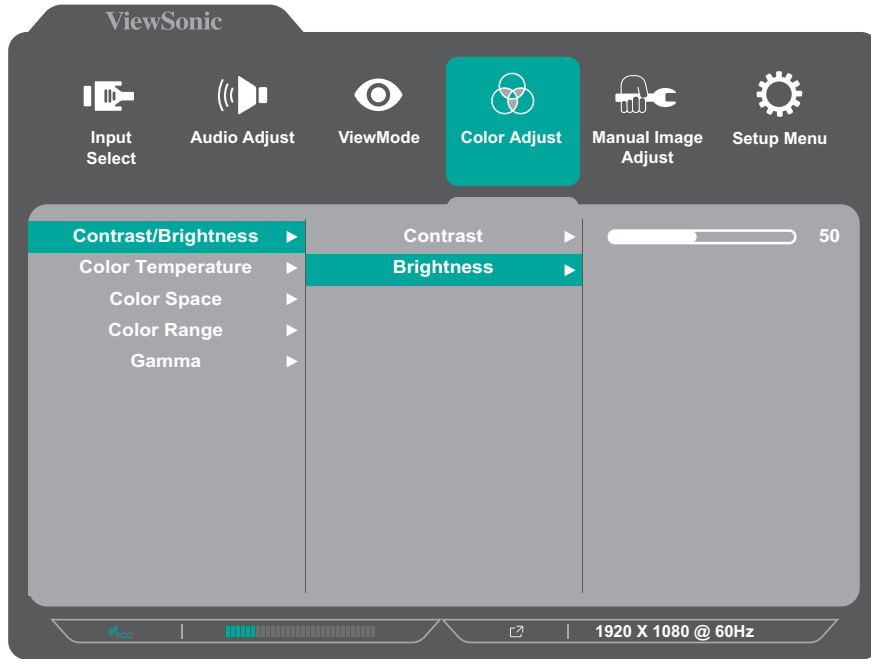 ViewSonic
Input
Select
Audio Adjust
ViewMode
Color Adjust
Manual Image
Adjust
Setup Menu
Contrast/Brightness
Color Temperature
Color Space
Color Range
Gamma
Contrast
Brightness
50
eco
1920 X 1080 @ 60Hz